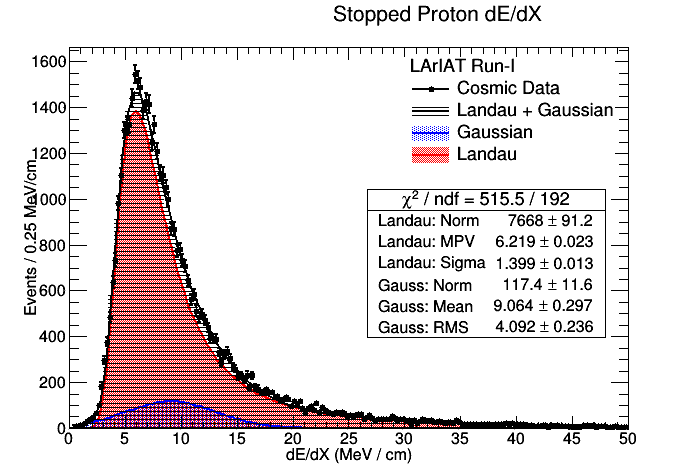 Stopped Proton dE/dX
LArIAT Run-I
Cosmic Data
Landau + Gaussian
Gaussian
Landau
χ² / ndf = 515.5 / 192
Landau: Norm 7668 ± 91.2
Landau: MPV 6.219 ± 0.023
Landau: Sigma 1.399 ± 0.013
Gauss: Norm 117.4 ± 11.6
Gauss: Mean 9.064 ± 0.297
Gauss: RMS 4.092 ± 0.236
Events / 0.25 MeV/cm
1600
1400
1200
1000
800
600
400
200
0
0 5 10 15 20 25 30 35 40 45 50
dE/dX (MeV / cm)